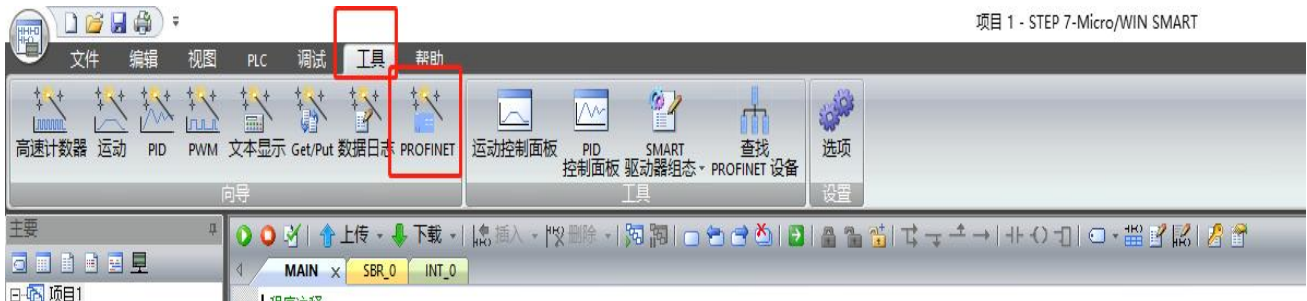 项目 1 - STEP 7-Micro/WIN SMART
文件 编辑 视图 PLC 调试 工具 帮助
高速计数器 运动 PID PWM 文本显示 Get/Put 数据日志 PROFINET 运动控制面板 PID 控制面板 SMART 驱动器组态 查找 PROFINET 设备 选项
向导 工具 设置
主要 上传 下载 插入 删除
MAIN x SBR_0 INT_0
项目1
程序注释